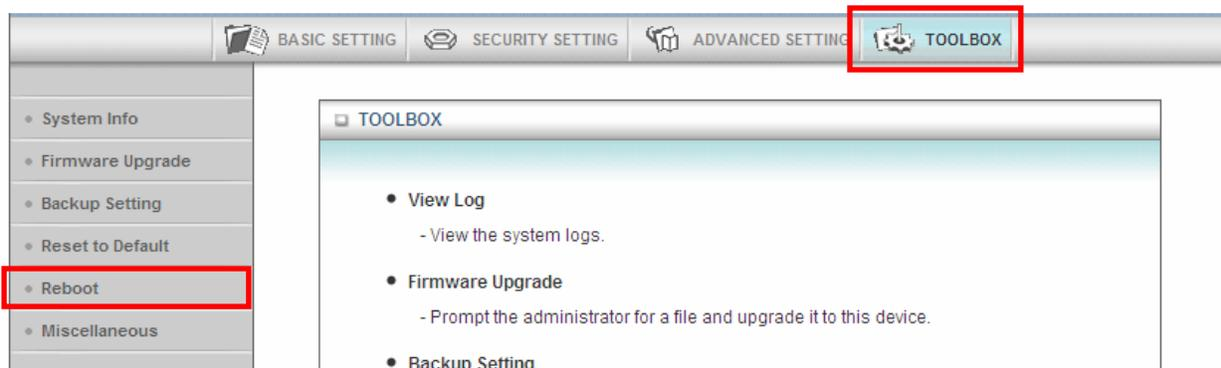 BASIC SETTING SECURITY SETTING ADVANCED SETTING TOOLBOX
System Info
Firmware Upgrade
Backup Setting
Reset to Default
Reboot
Miscellaneous
TOOLBOX
View Log
- View the system logs.
Firmware Upgrade
- Prompt the administrator for a file and upgrade it to this device.
Backup Setting